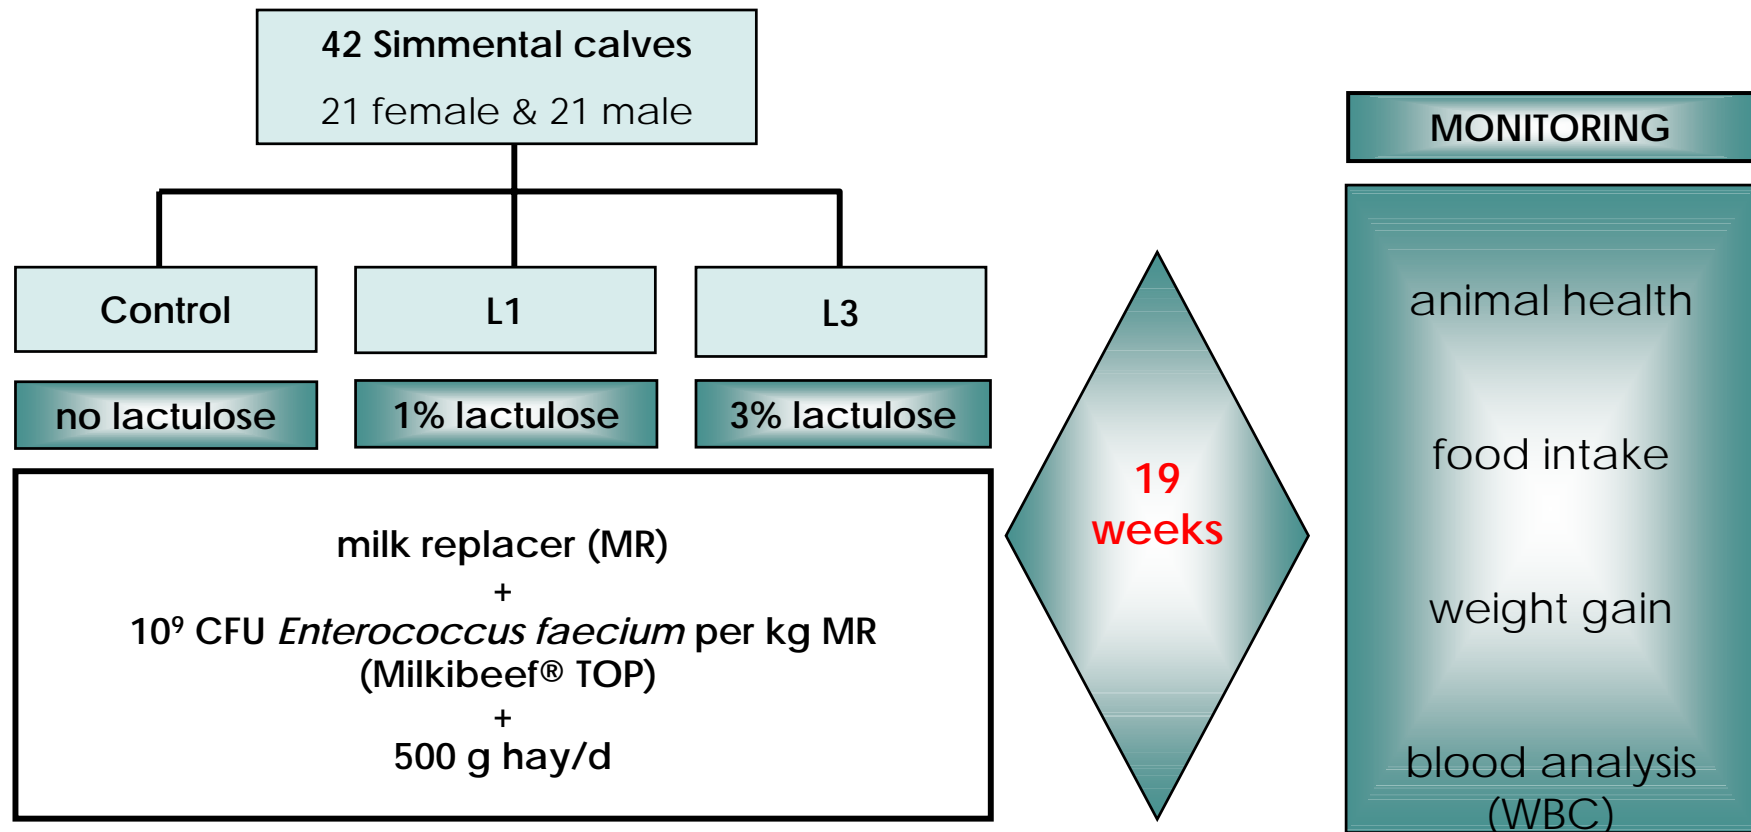 42 Simmental calves
21 female & 21 male
Control
L1
L3
no lactulose
1% lactulose
3% lactulose
milk replacer (MR)
+
10⁹ CFU Enterococcus faecium per kg MR
(Milkibeef® TOP)
+
500 g hay/d
19
weeks
MONITORING
animal health
food intake
weight gain
blood analysis
(WBC)